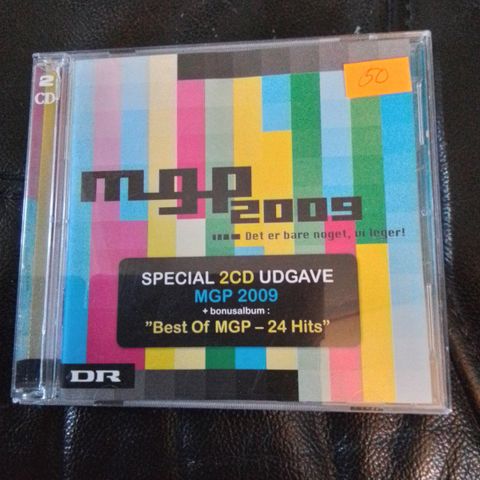 2
CD
50
mgp
2009
.... Det er bare noget, vi leger!
SPECIAL 2CD UDGAVE
MGP 2009
+ bonusalbum :
"Best Of MGP – 24 Hits"
DR